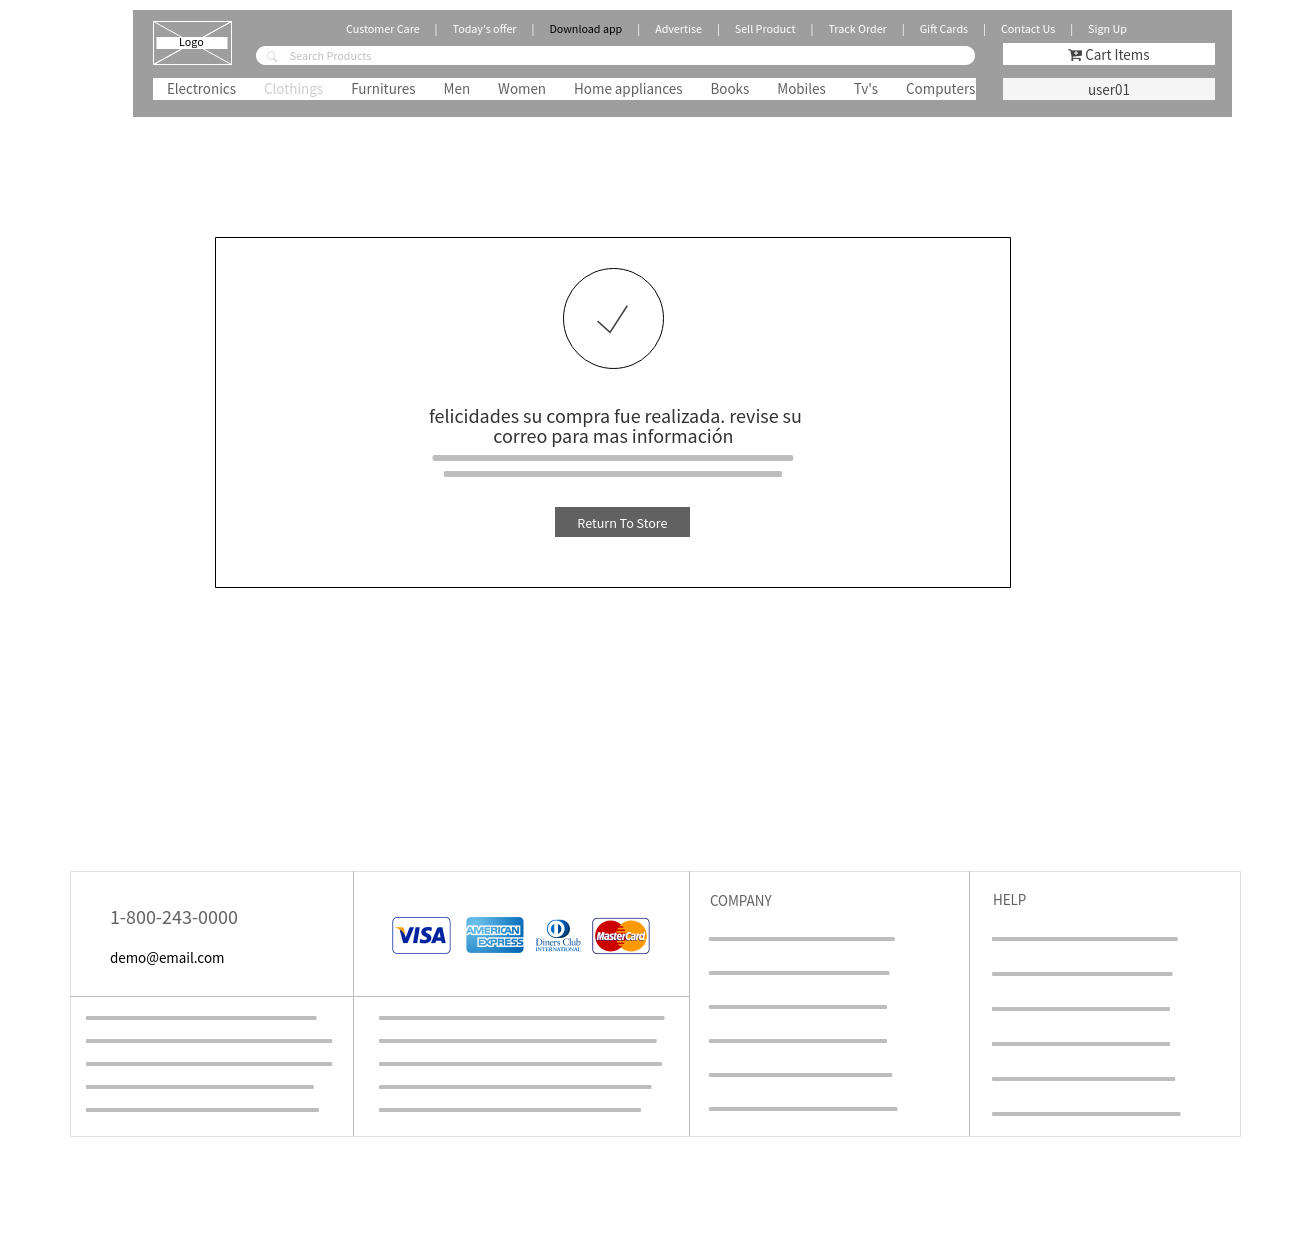 Customer Care | Today's offer | Download app | Advertise | Sell Product | Track Order | Gift Cards | Contact Us | Sign Up
Logo
Search Products
Cart Items
Electronics Clothings Furnitures Men Women Home appliances Books Mobiles Tv's Computers
user01
felicidades su compra fue realizada. revise su
correo para mas información
Return To Store
1-800-243-0000
demo@email.com
VISA
AMERICAN
EXPRESS
Diners Club
INTERNATIONAL
MasterCard
COMPANY
HELP